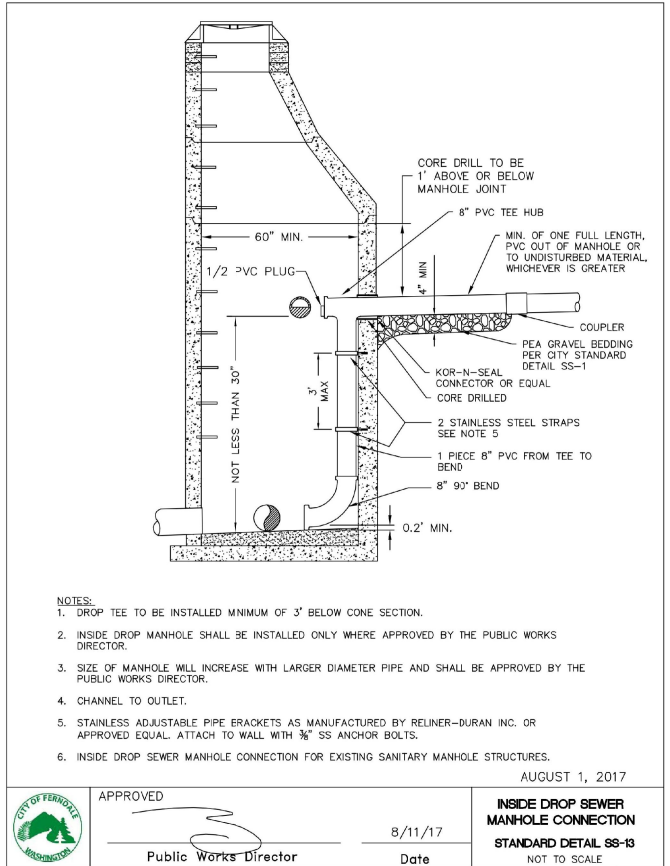 CORE DRILL TO BE
1' ABOVE OR BELOW
MANHOLE JOINT
8" PVC TEE HUB
60" MIN.
MIN. OF ONE FULL LENGTH,
PVC OUT OF MANHOLE OR
TO UNDISTURBED MATERIAL,
WHICHEVER IS GREATER
1/2 PVC PLUG
4" MIN
COUPLER
PEA GRAVEL BEDDING
PER CITY STANDARD
DETAIL SS-1
KOR-N-SEAL
CONNECTOR OR EQUAL
CORE DRILLED
NOT LESS THAN 30"
3'
MAX
2 STAINLESS STEEL STRAPS
SEE NOTE 5
1 PIECE 8" PVC FROM TEE TO
BEND
8" 90° BEND
0.2' MIN.
NOTES:
1. DROP TEE TO BE INSTALLED MNIMUM OF 3' BELOW CONE SECTION.
2. INSIDE DROP MANHOLE SHALL BE INSTALLED ONLY WHERE APPROVED BY THE PUBLIC WORKS
DIRECTOR.
3. SIZE OF MANHOLE WILL INCREASE WITH LARGER DIAMETER PIPE AND SHALL BE APPROVED BY THE
PUBLIC WORKS DIRECTOR.
4. CHANNEL TO OUTLET.
5. STAINLESS ADJUSTABLE PIPE BRACKETS AS MANUFACTURED BY RELINER-DURAN INC. OR
APPROVED EQUAL. ATTACH TO WALL WITH ⅜" SS ANCHOR BOLTS.
6. INSIDE DROP SEWER MANHOLE CONNECTION FOR EXISTING SANITARY MANHOLE STRUCTURES.
AUGUST 1, 2017
CITY OF FERNDALE
WASHINGTON
APPROVED
8/11/17
Public Works Director
Date
INSIDE DROP SEWER
MANHOLE CONNECTION
STANDARD DETAIL SS-13
NOT TO SCALE